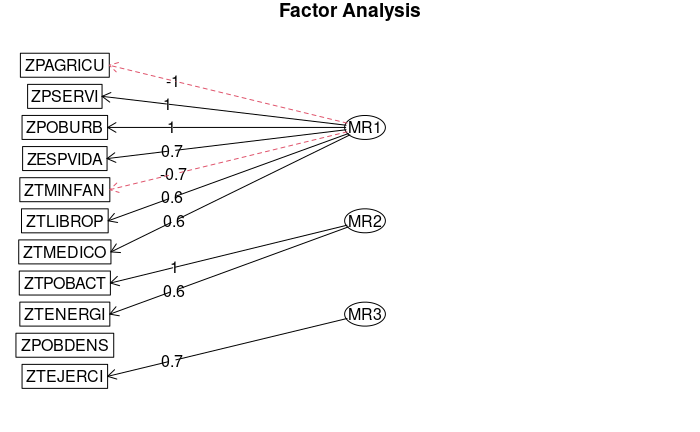 Factor Analysis
ZPAGRICU
-1
ZPSERVI
1
ZPOBURB
1
MR1
ZESPVIDA
0.7
ZTMINFAN
-0.7
ZTLIBROP
0.6
ZTMEDICO
0.6
MR2
ZTPOBACT
1
ZTENERGI
0.6
MR3
ZPOBDENS
ZTEJERCI
0.7